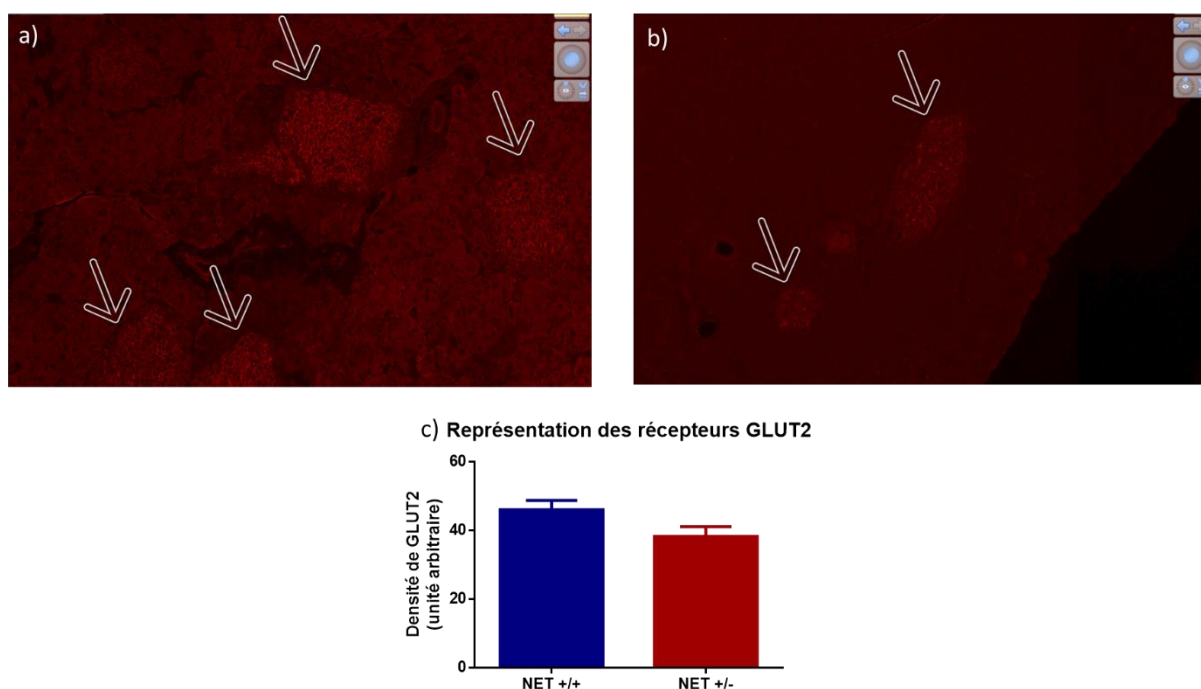 a)
b)
c) Représentation des récepteurs GLUT2
Densité de GLUT2
(unité arbitraire)
60
40
20
0
NET +/+
NET +/-